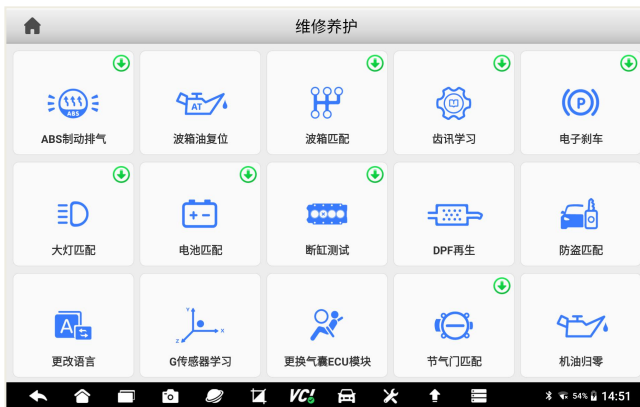 维修养护
ABS
ABS制动排气
AT
波箱油复位
波箱匹配
齿讯学习
P
电子刹车
大灯匹配
电池匹配
断缸测试
DPF再生
防盗匹配
A
更改语言
Y
X
Z
G传感器学习
更换气囊ECU模块
节气门匹配
机油归零
VCI
54%
14:51